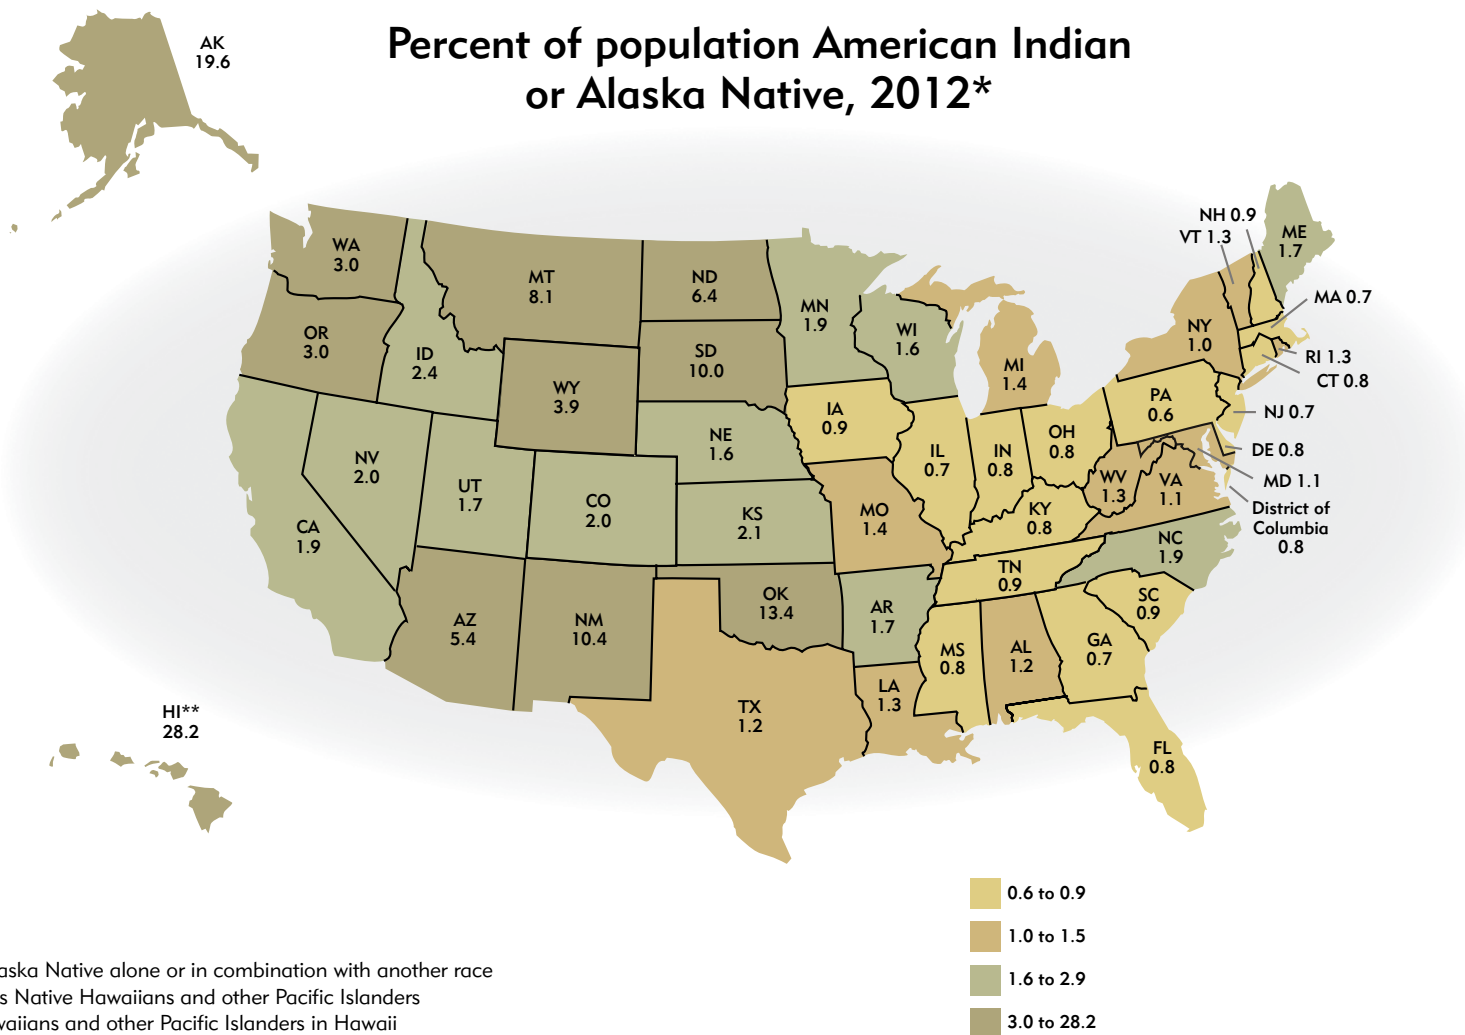 Percent of population American Indian
or Alaska Native, 2012*
AK
19.6
WA
3.0
OR
3.0
ID
2.4
MT
8.1
ND
6.4
SD
10.0
WY
3.9
MN
1.9
WI
1.6
MI
1.4
NH 0.9
VT 1.3
ME
1.7
MA 0.7
NY
1.0
RI 1.3
CT 0.8
PA
0.6
NJ 0.7
DE 0.8
MD 1.1
District of
Columbia
0.8
IA
0.9
NE
1.6
IL
0.7
IN
0.8
OH
0.8
WV
1.3
VA
1.1
NV
2.0
UT
1.7
CO
2.0
KS
2.1
MO
1.4
KY
0.8
CA
1.9
NC
1.9
TN
0.9
SC
0.9
AZ
5.4
NM
10.4
OK
13.4
AR
1.7
MS
0.8
AL
1.2
GA
0.7
TX
1.2
LA
1.3
FL
0.8
HI**
28.2
0.6 to 0.9
1.0 to 1.5
1.6 to 2.9
3.0 to 28.2
Native alone or in combination with another race
Native Hawaiians and other Pacific Islanders
and other Pacific Islanders in Hawaii